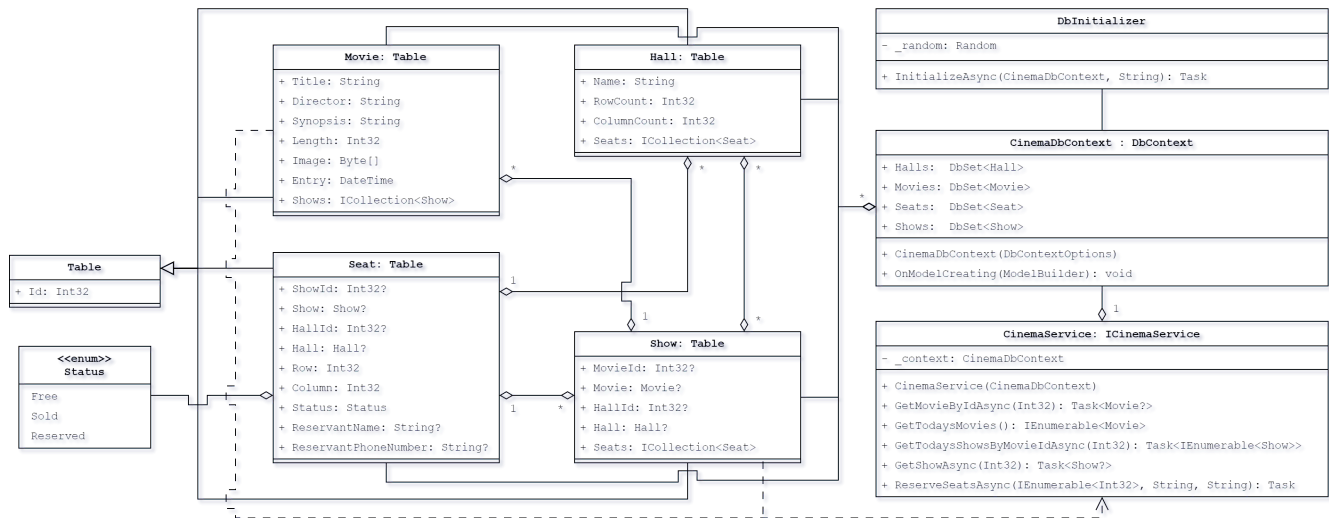 Movie: Table
+ Title: String
+ Director: String
+ Synopsis: String
+ Length: Int32
+ Image: Byte[]
+ Entry: DateTime
+ Shows: ICollection<Show>
*
Hall: Table
+ Name: String
+ RowCount: Int32
+ ColumnCount: Int32
+ Seats: ICollection<Seat>
*
*
DbInitializer
- _random: Random
+ InitializeAsync(CinemaDbContext, String): Task
CinemaDbContext : DbContext
+ Halls: DbSet<Hall>
+ Movies: DbSet<Movie>
+ Seats: DbSet<Seat>
+ Shows: DbSet<Show>
+ CinemaDbContext(DbContextOptions)
+ OnModelCreating(ModelBuilder): void
*
1
Table
+ Id: Int32
<<enum>>
Status
Free
Sold
Reserved
Seat: Table
+ ShowId: Int32?
+ Show: Show?
+ HallId: Int32?
+ Hall: Hall?
+ Row: Int32
+ Column: Int32
+ Status: Status
+ ReservantName: String?
+ ReservantPhoneNumber: String?
1
1
*
1
*
Show: Table
+ MovieId: Int32?
+ Movie: Movie?
+ HallId: Int32?
+ Hall: Hall?
+ Seats: ICollection<Seat>
CinemaService: ICinemaService
- _context: CinemaDbContext
+ CinemaService(CinemaDbContext)
+ GetMovieByIdAsync(Int32): Task<Movie?>
+ GetTodaysMovies(): IEnumerable<Movie>
+ GetTodaysShowsByMovieIdAsync(Int32): Task<IEnumerable<Show>>
+ GetShowAsync(Int32): Task<Show?>
+ ReserveSeatsAsync(IEnumerable<Int32>, String, String): Task